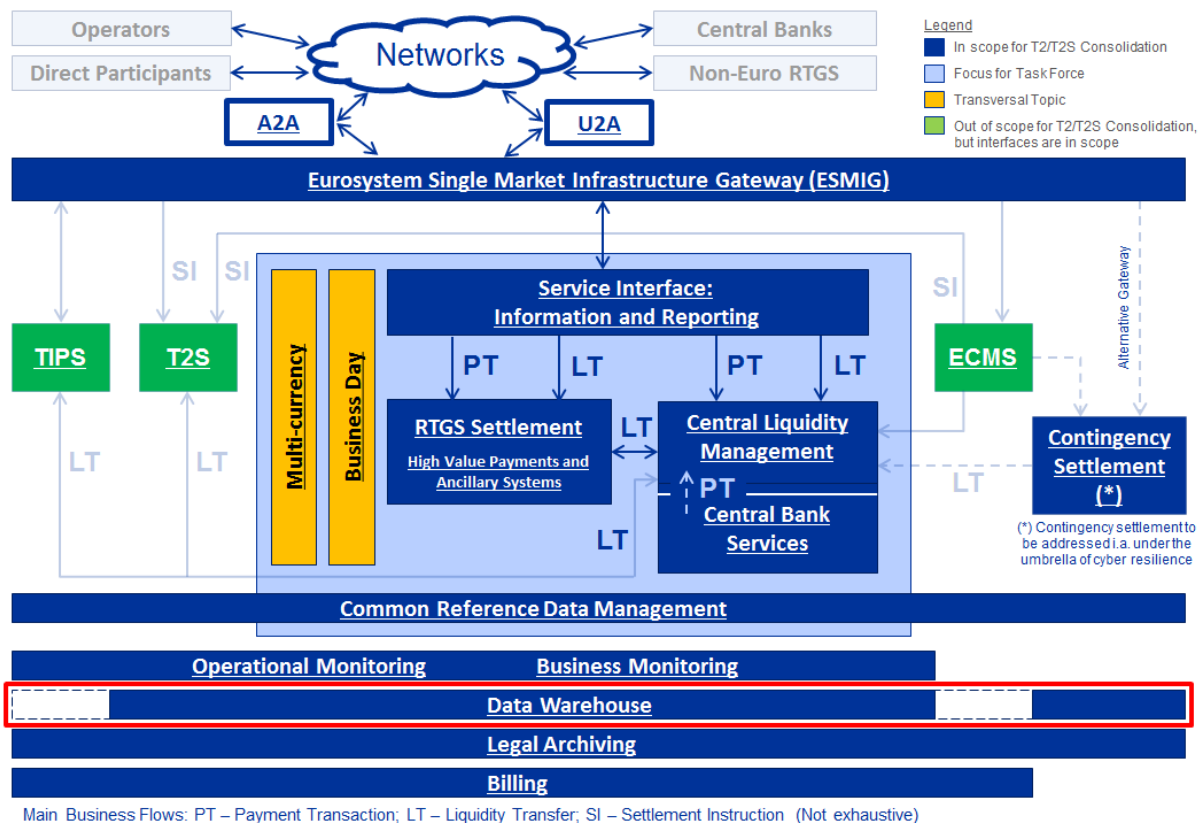 Operators
Direct Participants
Networks
Central Banks
Non-Euro RTGS
Legend
In scope for T2/T2S Consolidation
Focus for Task Force
Transversal Topic
Out of scope for T2/T2S Consolidation,
but interfaces are in scope
A2A
U2A
Eurosystem Single Market Infrastructure Gateway (ESMIG)
SI
SI
SI
Alternative Gateway
Multi-currency
Business Day
Service Interface:
Information and Reporting
TIPS
T2S
ECMS
PT
LT
PT
LT
RTGS Settlement
High Value Payments and
Ancillary Systems
LT
Central Liquidity
Management
PT
Central Bank
Services
LT
LT
LT
LT
Contingency
Settlement
(*)
(*) Contingency settlement to
be addressed i.a. under the
umbrella of cyber resilience
Common Reference Data Management
Operational Monitoring
Business Monitoring
Data Warehouse
Legal Archiving
Billing
Main Business Flows: PT – Payment Transaction; LT – Liquidity Transfer; SI – Settlement Instruction (Not exhaustive)